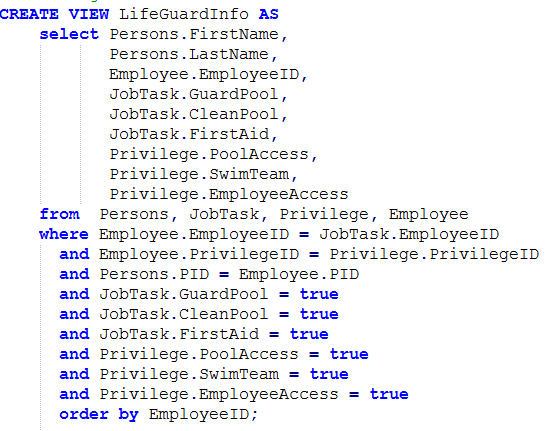 CREATE VIEW LifeGuardInfo AS
select Persons.FirstName,
Persons.LastName,
Employee.EmployeeID,
JobTask.GuardPool,
JobTask.CleanPool,
JobTask.FirstAid,
Privilege.PoolAccess,
Privilege.SwimTeam,
Privilege.EmployeeAccess
from Persons, JobTask, Privilege, Employee
where Employee.EmployeeID = JobTask.EmployeeID
and Employee.PrivilegeID = Privilege.PrivilegeID
and Persons.PID = Employee.PID
and JobTask.GuardPool = true
and JobTask.CleanPool = true
and JobTask.FirstAid = true
and Privilege.PoolAccess = true
and Privilege.SwimTeam = true
and Privilege.EmployeeAccess = true
order by EmployeeID;